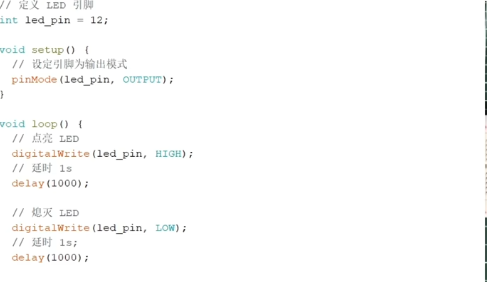 // 定义 LED 引脚
int led_pin = 12;
void setup() {
// 设定引脚为输出模式
pinMode(led_pin, OUTPUT);
}
void loop() {
// 点亮 LED
digitalWrite(led_pin, HIGH);
// 延时 1s
delay(1000);
// 熄灭 LED
digitalWrite(led_pin, LOW);
// 延时 1s;
delay(1000);